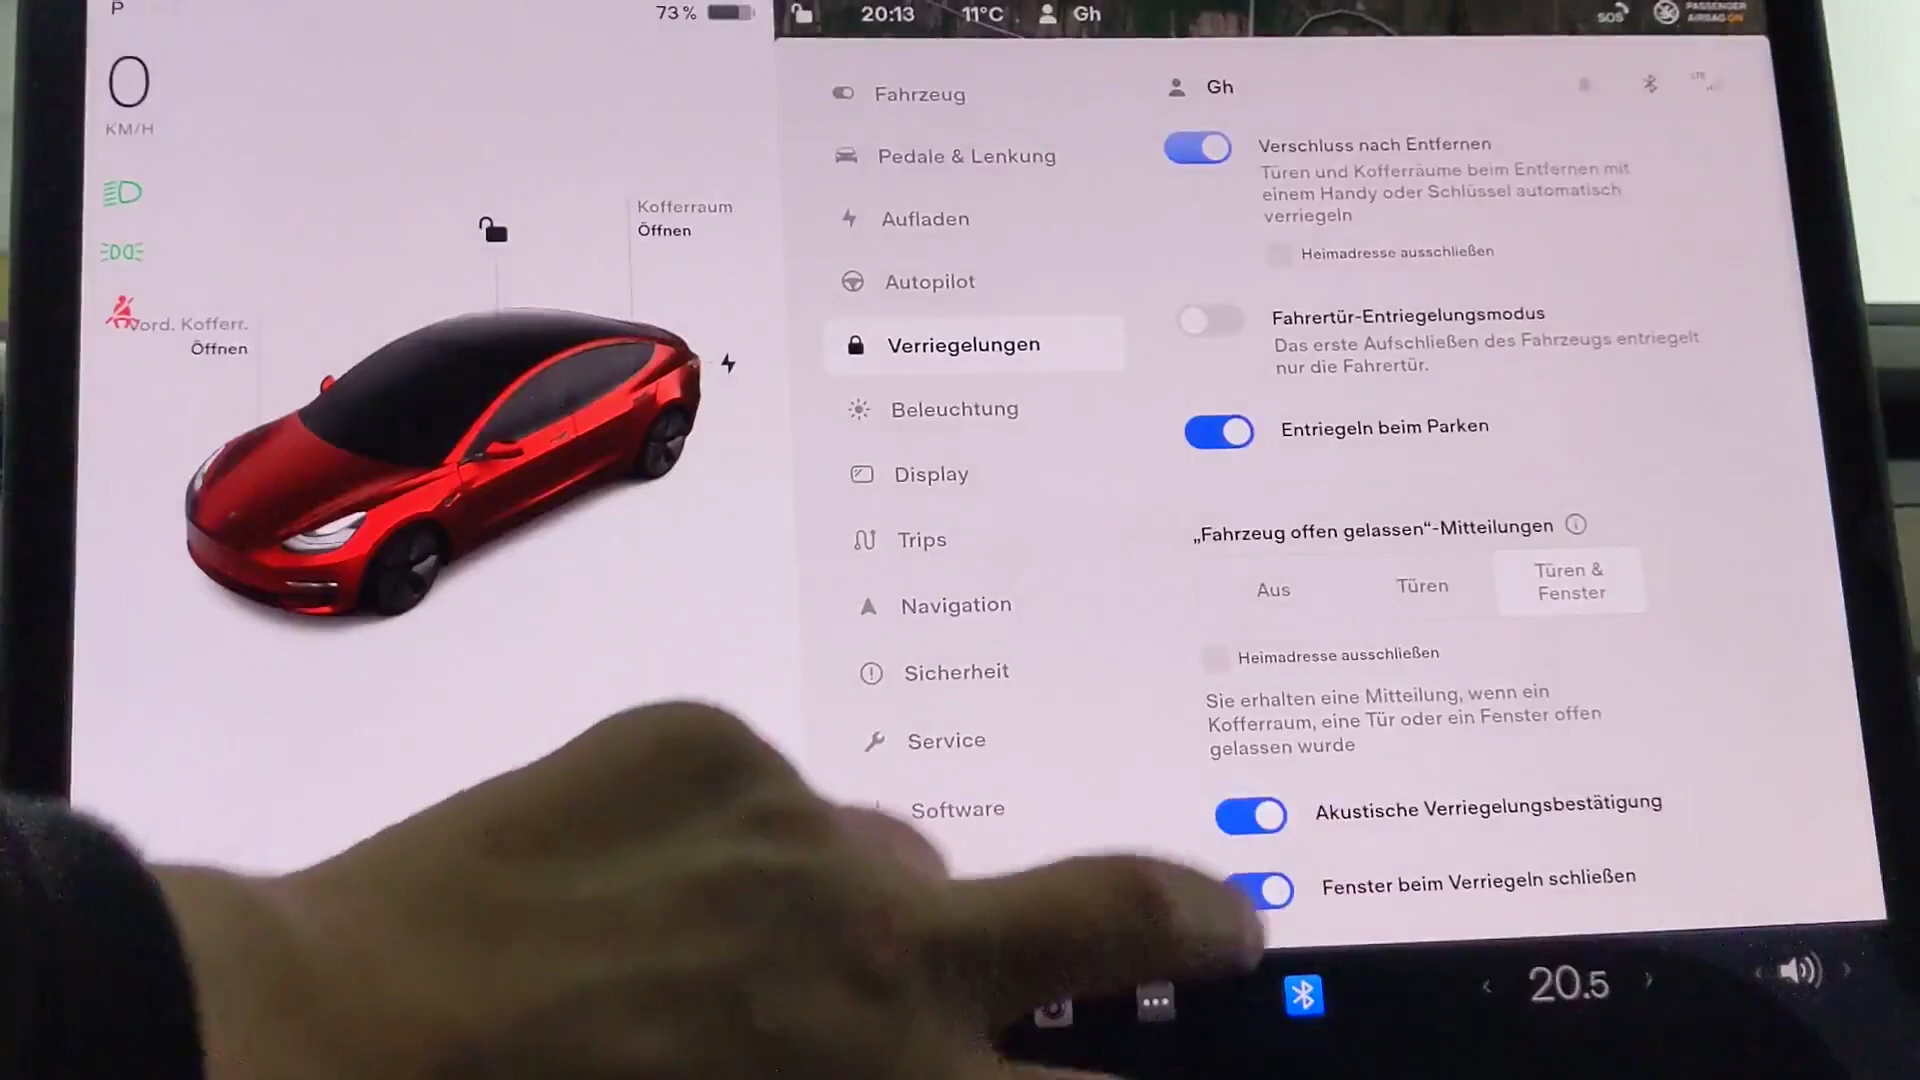 P
73 %
20:13
11°C
Gh
SOS
PASSENGER
AIRBAG ON
0
KM/H
Kofferraum
Öffnen
Vord. Kofferr.
Öffnen
Fahrzeug
Pedale & Lenkung
Aufladen
Autopilot
Verriegelungen
Beleuchtung
Display
Trips
Navigation
Sicherheit
Service
Software
Gh
LTE
Verschluss nach Entfernen
Türen und Kofferräume beim Entfernen mit
einem Handy oder Schlüssel automatisch
verriegeln
Heimadresse ausschließen
Fahrertür-Entriegelungsmodus
Das erste Aufschließen des Fahrzeugs entriegelt
nur die Fahrertür.
Entriegeln beim Parken
„Fahrzeug offen gelassen“-Mitteilungen
Aus
Türen
Türen &
Fenster
Heimadresse ausschließen
Sie erhalten eine Mitteilung, wenn ein
Kofferraum, eine Tür oder ein Fenster offen
gelassen wurde
Akustische Verriegelungsbestätigung
Fenster beim Verriegeln schließen
20.5